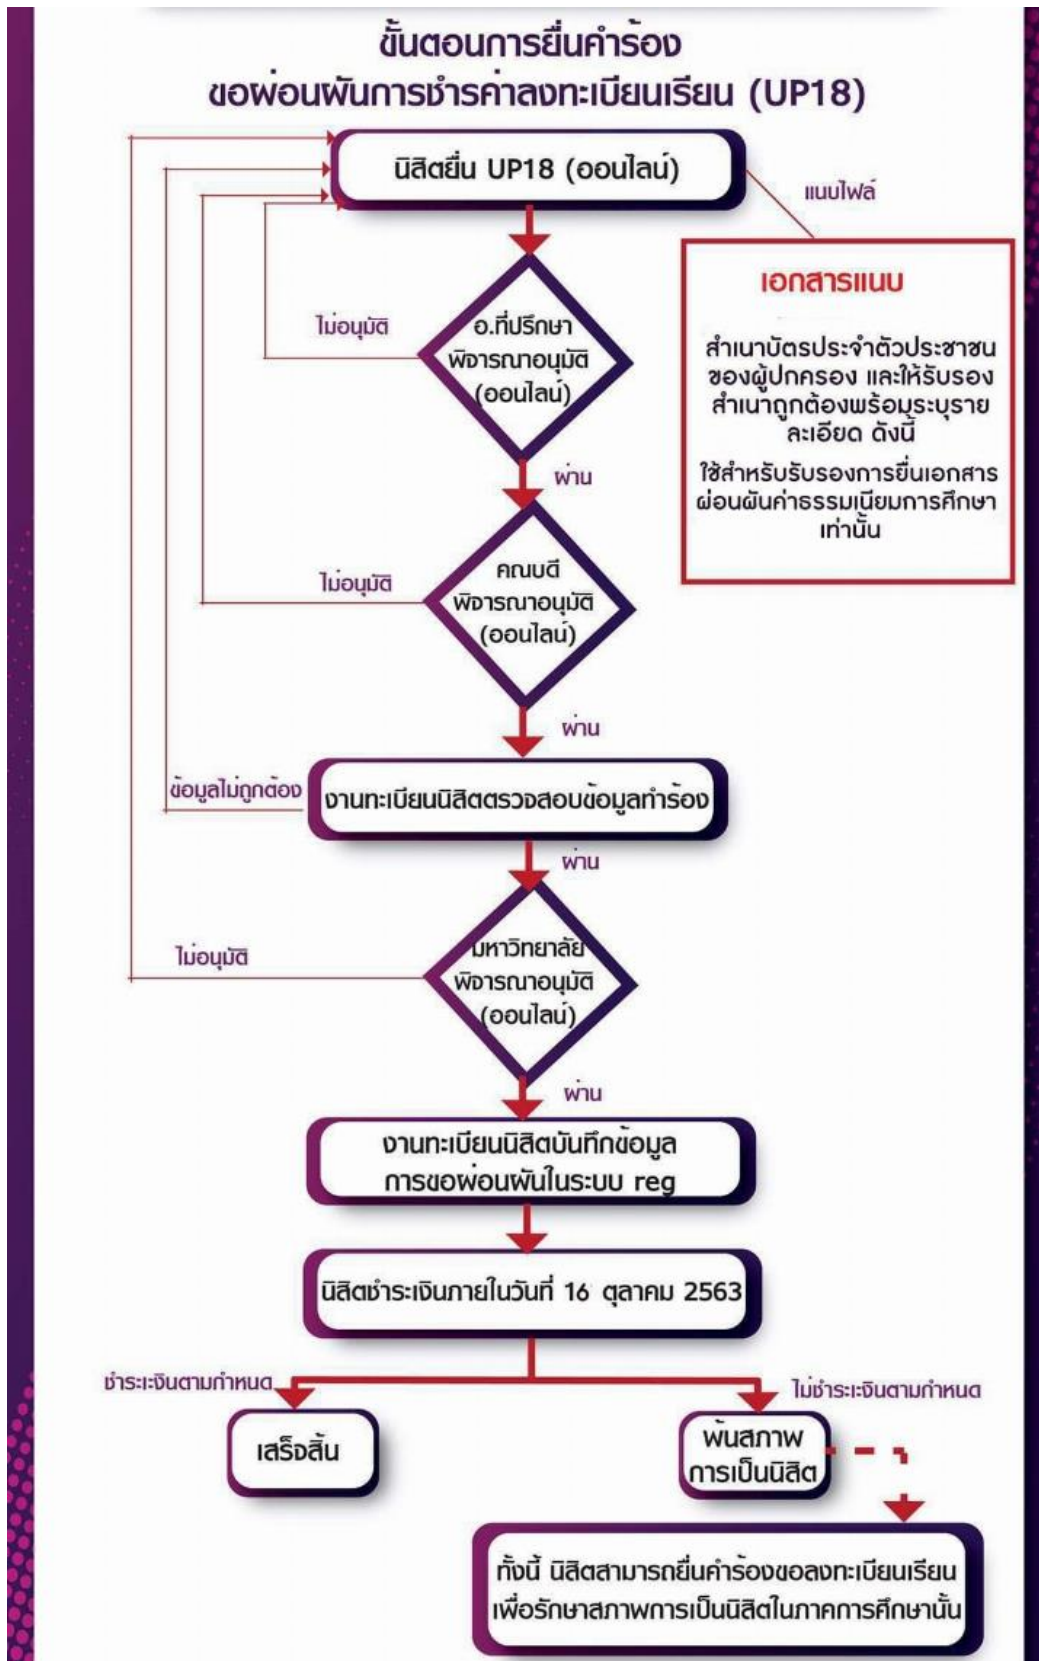 ขั้นตอนการยื่นคำร้อง
ขอผ่อนผันการชำรค่าลงทะเบียนเรียน (UP18)
นิสิตยื่น UP18 (ออนไลน์)
แนบไฟล์
เอกสารแนบ
สำเนาบัตรประจำตัวประชาชน
ของผู้ปกครอง และให้รับรอง
สำเนาถูกต้องพร้อมระบุราย
ละเอียด ดังนี้
ใช้สำหรับรับรองการยื่นเอกสาร
ผ่อนผันค่าธรรมเนียมการศึกษา
เท่านั้น
ไม่อนุมัติ
อ.ที่ปรึกษา
พิจารณาอนุมัติ
(ออนไลน์)
ผ่าน
ไม่อนุมัติ
คณบดี
พิจารณาอนุมัติ
(ออนไลน์)
ผ่าน
ข้อมูลไม่ถูกต้อง
งานทะเบียนนิสิตตรวจสอบข้อมูลทำร้อง
ผ่าน
ไม่อนุมัติ
มหาวิทยาลัย
พิจารณาอนุมัติ
(ออนไลน์)
ผ่าน
งานทะเบียนนิสิตบันทึกข้อมูล
การขอผ่อนผันในระบบ reg
นิสิตชำระเงินภายในวันที่ 16 ตุลาคม 2563
ชำระเงินตามกำหนด
ไม่ชำระเงินตามกำหนด
เสร็จสิ้น
พ้นสภาพ
การเป็นนิสิต
ทั้งนี้ นิสิตสามารถยื่นคำร้องขอลงทะเบียนเรียน
เพื่อรักษาสภาพการเป็นนิสิตในภาคการศึกษานั้น